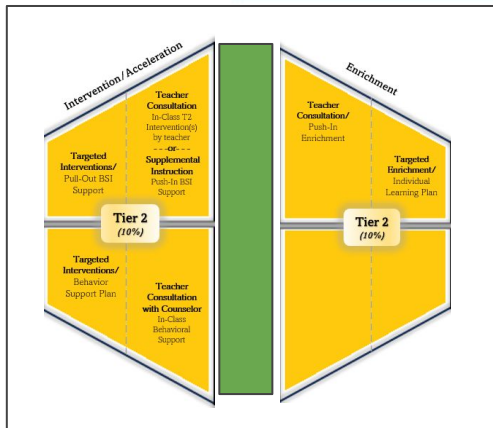 Intervention/Acceleration
Teacher
Consultation
In-Class T2
Intervention(s)
by teacher
- - -or- - -
Supplemental
Instruction
Push-In BSI
Support
Targeted
Interventions/
Pull-Out BSI
Support
Tier 2
(10%)
Targeted
Interventions/
Behavior
Support Plan
Teacher
Consultation
with Counselor
In-Class
Behavioral
Support
Enrichment
Teacher
Consultation/
Push-In
Enrichment
Targeted
Enrichment/
Individual
Learning Plan
Tier 2
(10%)